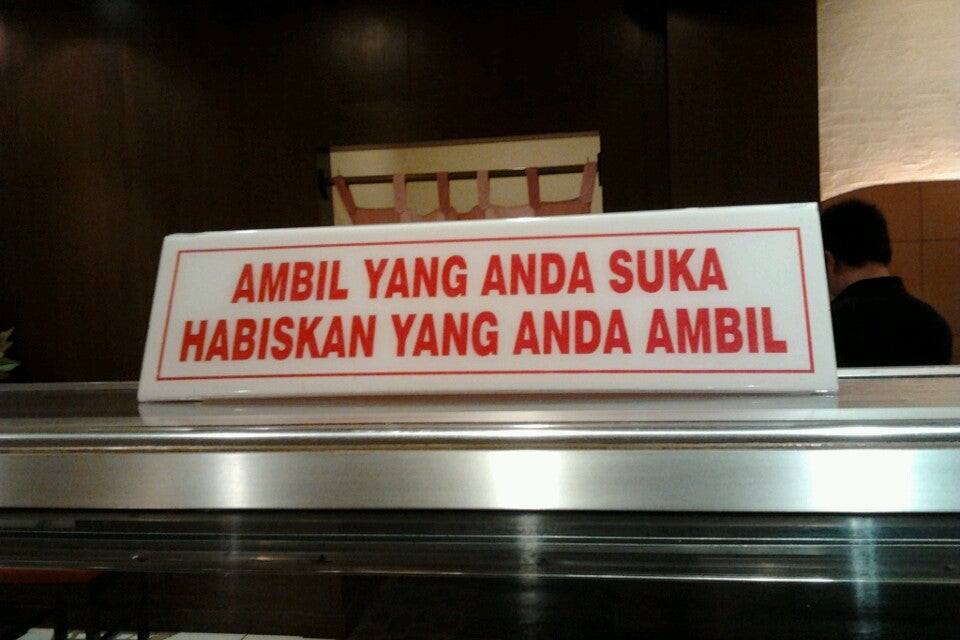 AMBIL YANG ANDA SUKA
HABISKAN YANG ANDA AMBIL